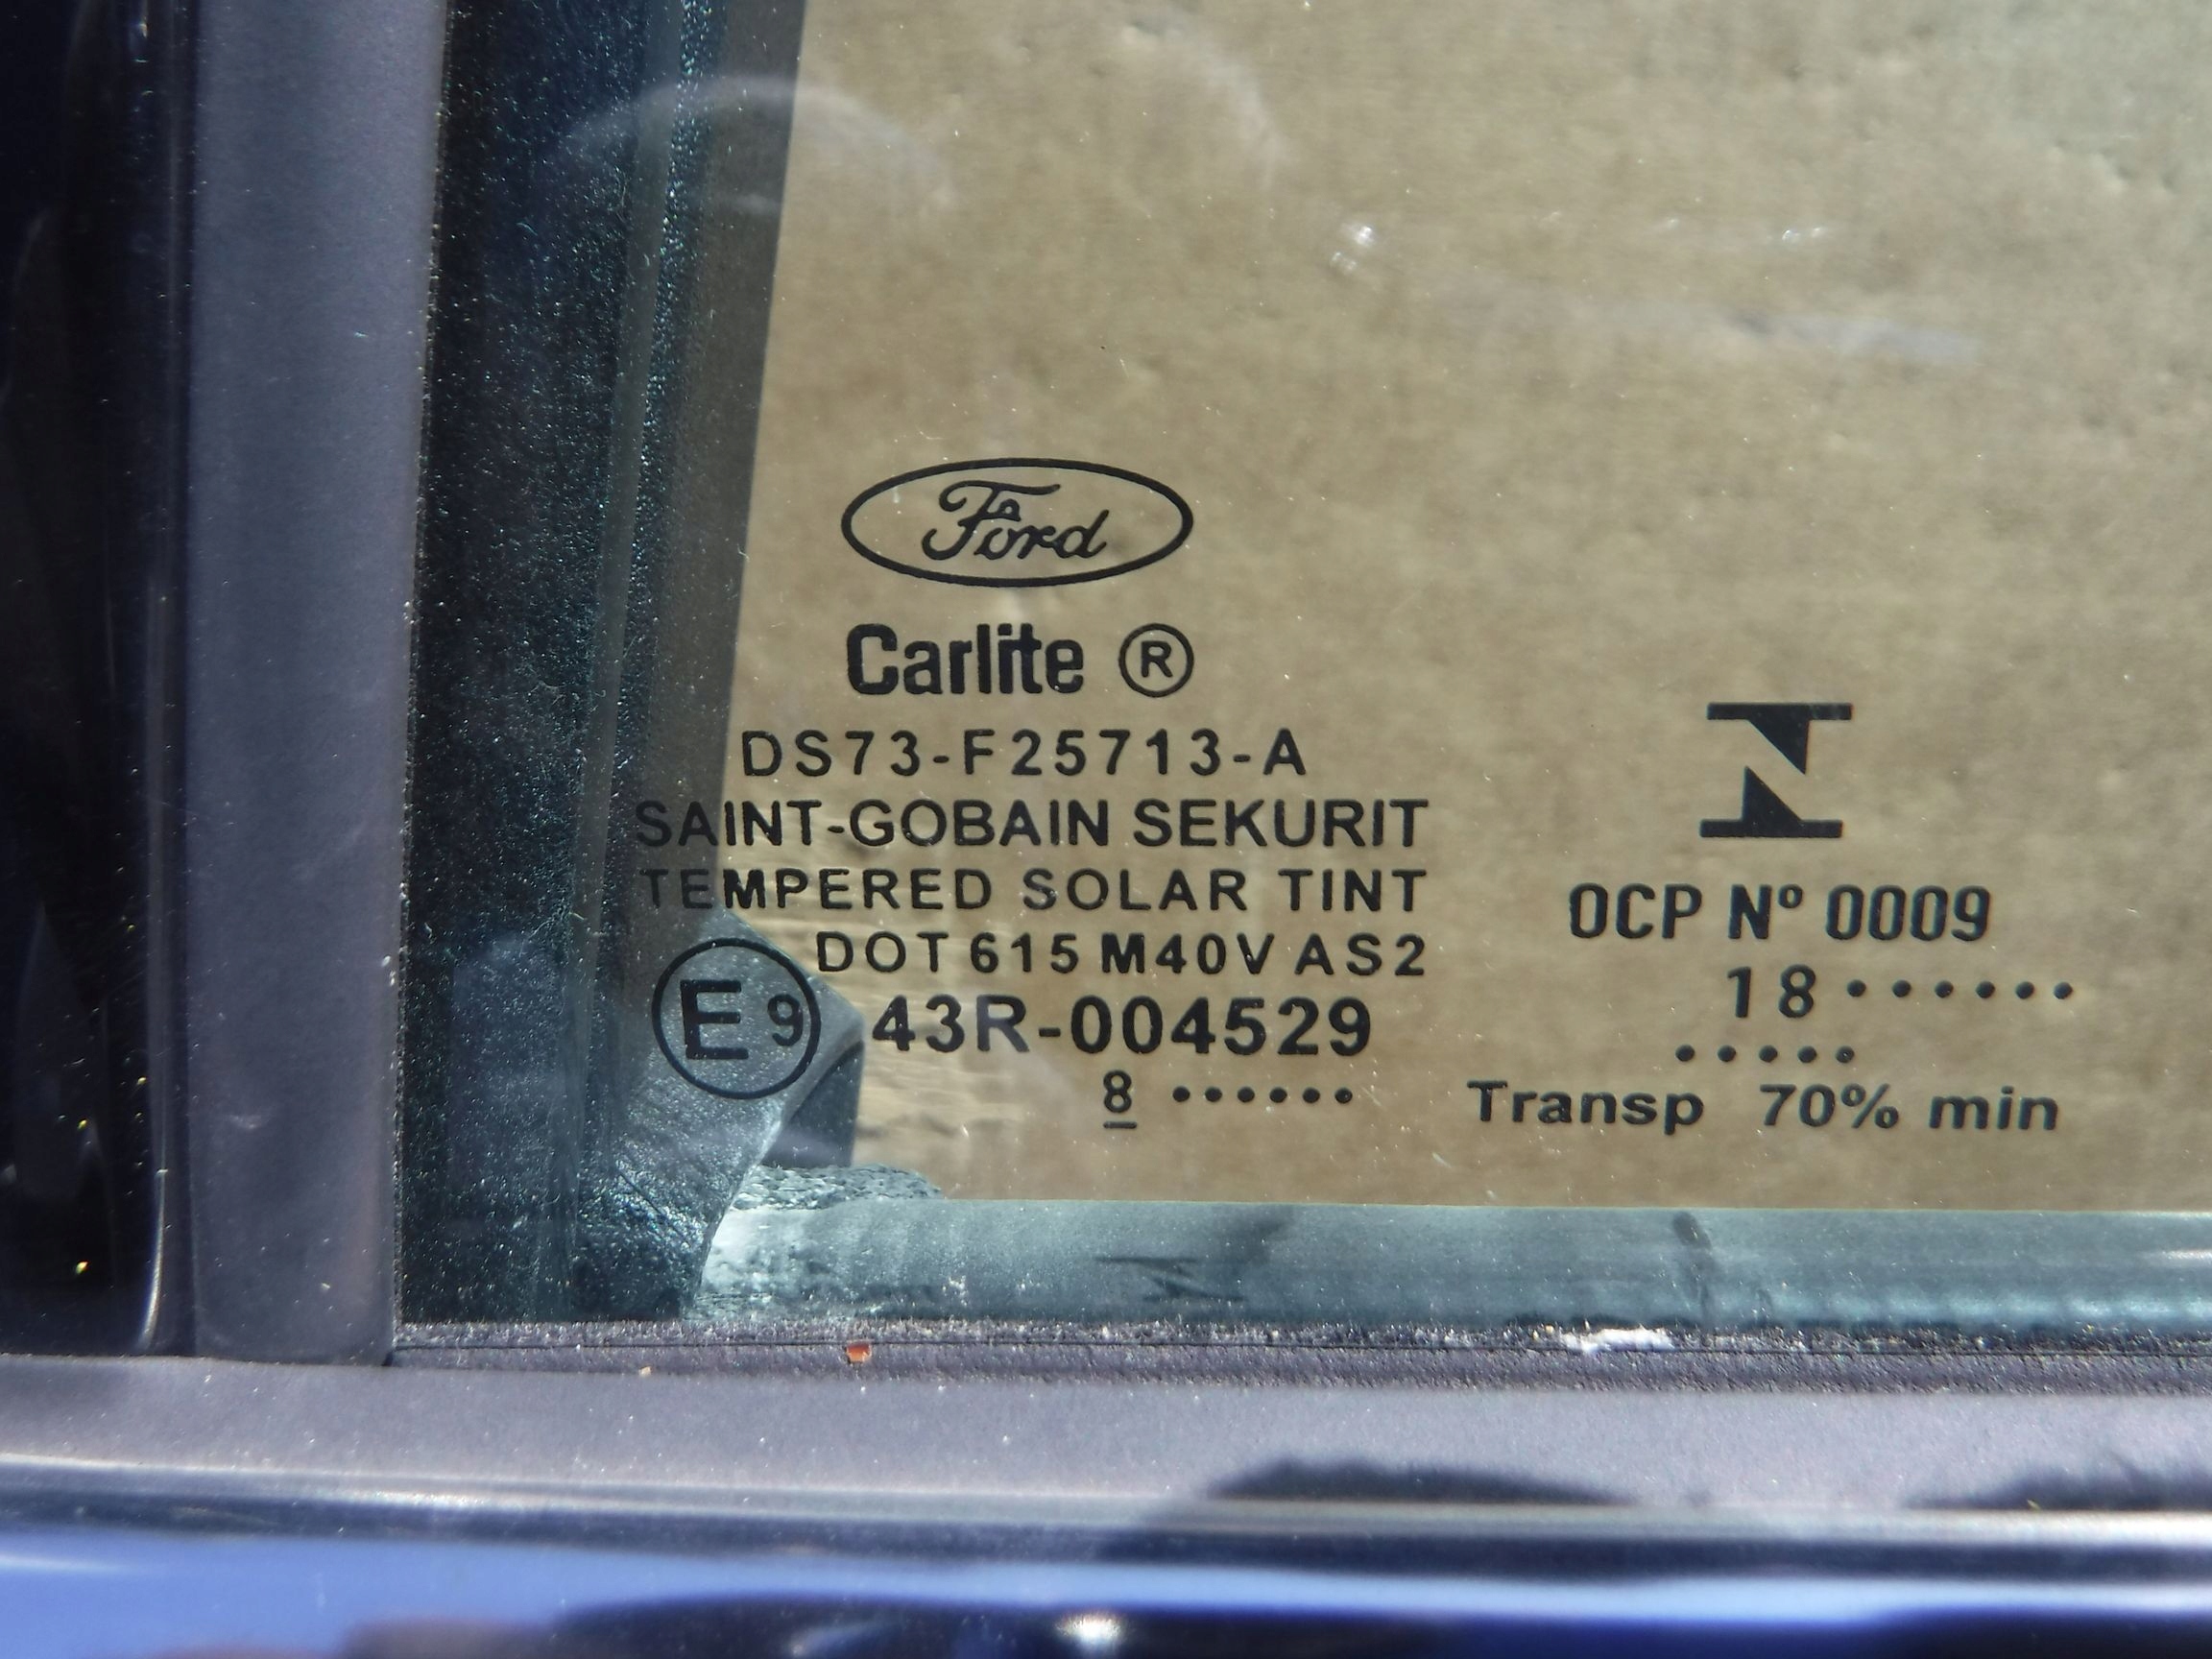 Ford
Carlite ®
DS73-F25713-A
SAINT-GOBAIN SEKURIT
TEMPERED SOLAR TINT
DOT 615 M40V AS2
E9 43R-004529
8 ······
OCP Nº 0009
18 ······
·····
Transp 70% min